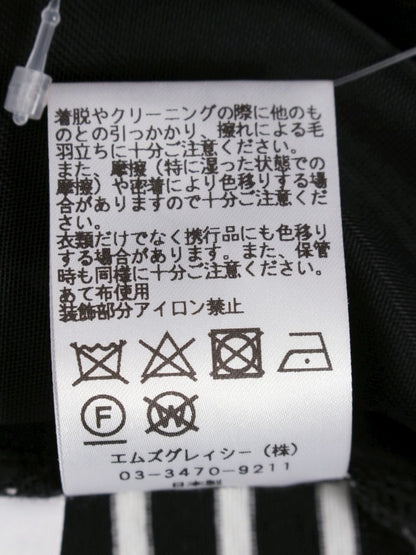 着脱やクリーニングの際に他のも
のとの引っかかり、擦れによる毛
羽立ちに十分ご注意ください。
また、摩擦（特に湿った状態での
摩擦）や密着により色移りする場
合がありますので十分ご注意くだ
さい。
衣類だけでなく携行品にも色移り
する場合があります。また、保管
時も同様に十分ご注意ください。
あて布使用
装飾部分アイロン禁止
F W
エムズグレイシー（株）
03-3470-9211
日本製